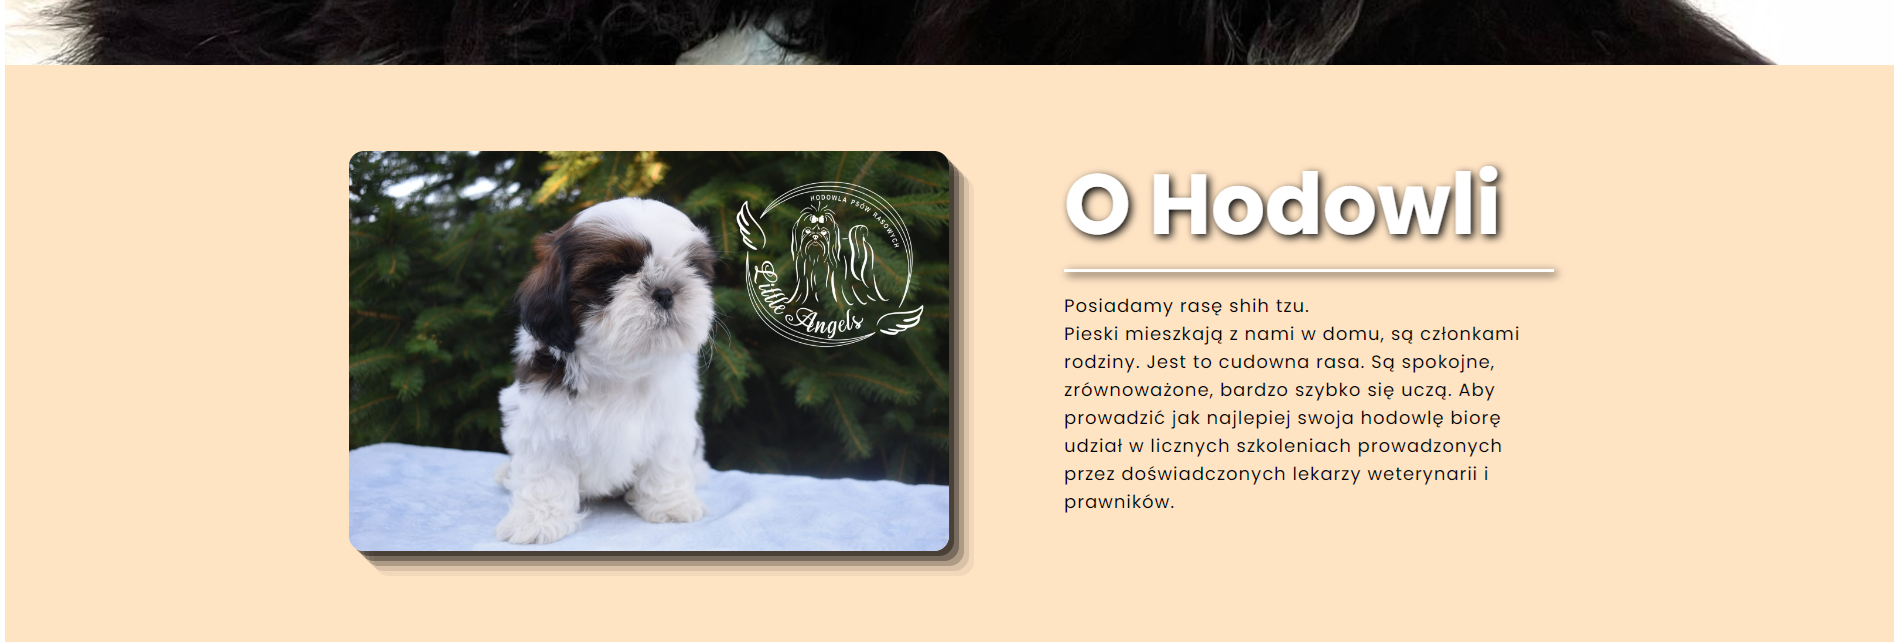 HODOWLA PSÓW RASOWYCH
Little Angels
O Hodowli
Posiadamy rasę shih tzu.
Pieski mieszkają z nami w domu, są członkami
rodziny. Jest to cudowna rasa. Są spokojne,
zrównoważone, bardzo szybko się uczą. Aby
prowadzić jak najlepiej swoja hodowlę biorę
udział w licznych szkoleniach prowadzonych
przez doświadczonych lekarzy weterynarii i
prawników.